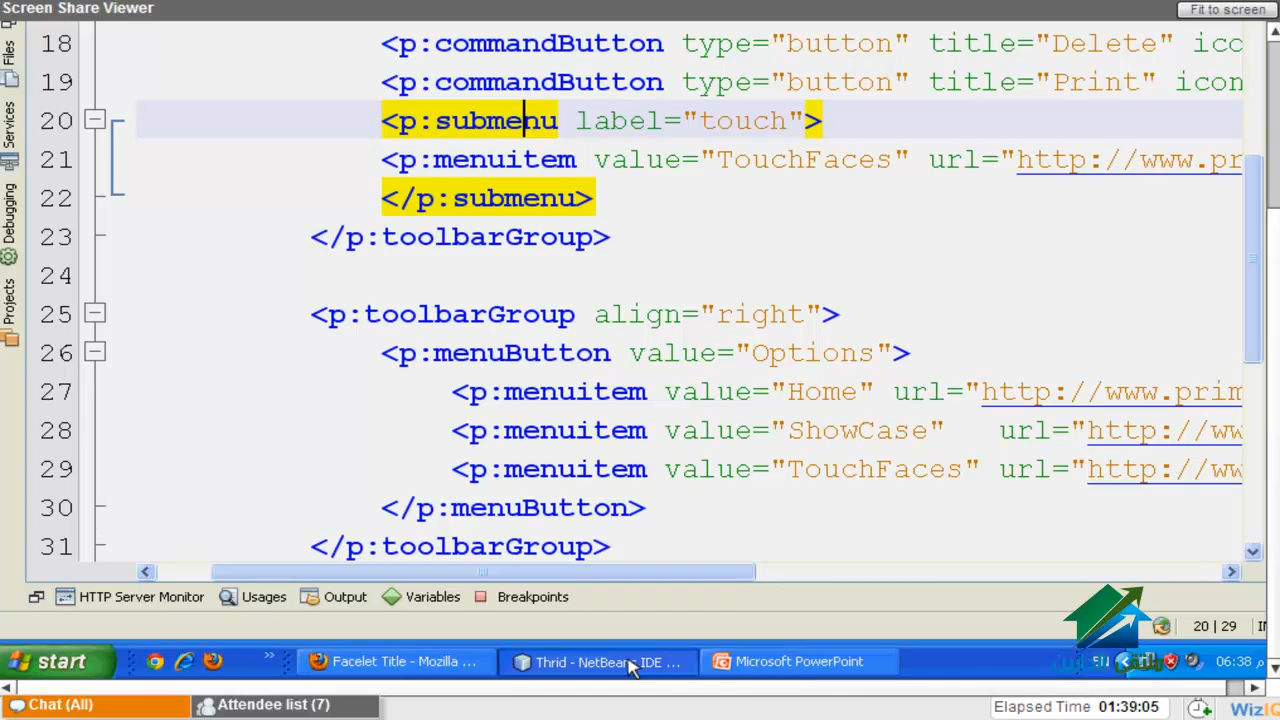 Screen Share Viewer
Fit to screen
Files
Services
Debugging
Projects
18 <p:commandButton type="button" title="Delete" ico
19 <p:commandButton type="button" title="Print" icon
20 <p:submenu label="touch">
21 <p:menuitem value="TouchFaces" url="http://www.pr
22 </p:submenu>
23 </p:toolbarGroup>
24
25 <p:toolbarGroup align="right">
26 <p:menuButton value="Options">
27 <p:menuitem value="Home" url="http://www.prim
28 <p:menuitem value="ShowCase" url="http://ww
29 <p:menuitem value="TouchFaces" url="http://ww
30 </p:menuButton>
31 </p:toolbarGroup>
HTTP Server Monitor Usages Output Variables Breakpoints
20 | 29 IN
start Facelet Title - Mozilla ... Thrid - NetBeans IDE ... Microsoft PowerPoint EN 06:38 م
Chat (All) Attendee list (7) Elapsed Time 01:39:05 WizIQ